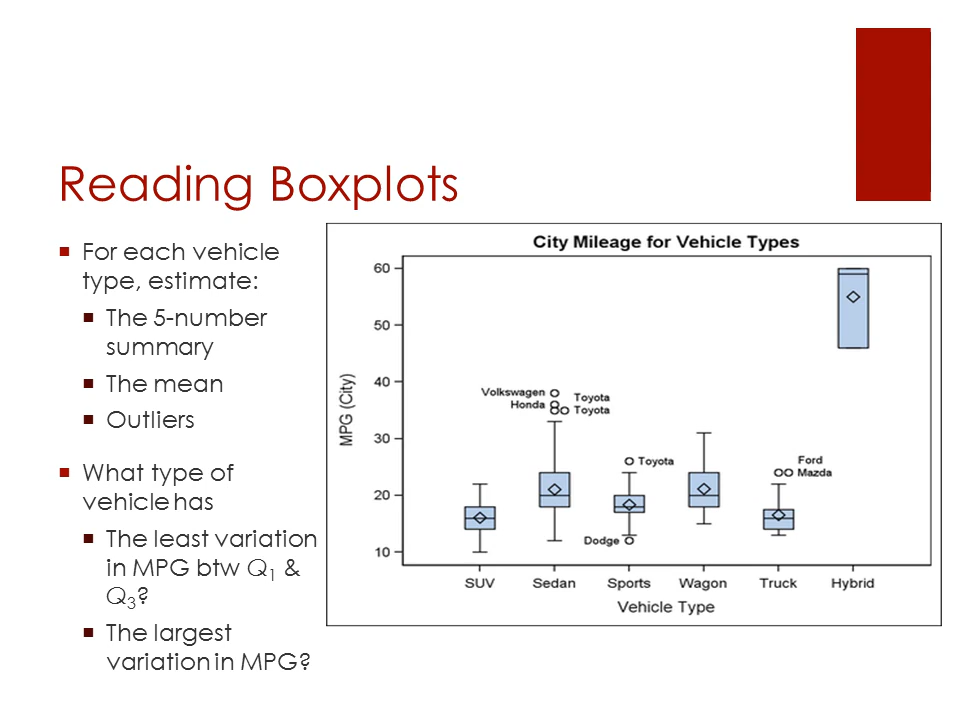 Reading Boxplots
▪ For each vehicle
type, estimate:
▪ The 5-number
summary
▪ The mean
▪ Outliers
▪ What type of
vehicle has
▪ The least variation
in MPG btw Q₁ &
Q₃?
▪ The largest
variation in MPG?
City Mileage for Vehicle Types
MPG (City)
60
50
40
30
20
10
Volkswagen
Honda
Toyota
Toyota
Toyota
Dodge
Ford
Mazda
SUV Sedan Sports Wagon Truck Hybrid
Vehicle Type